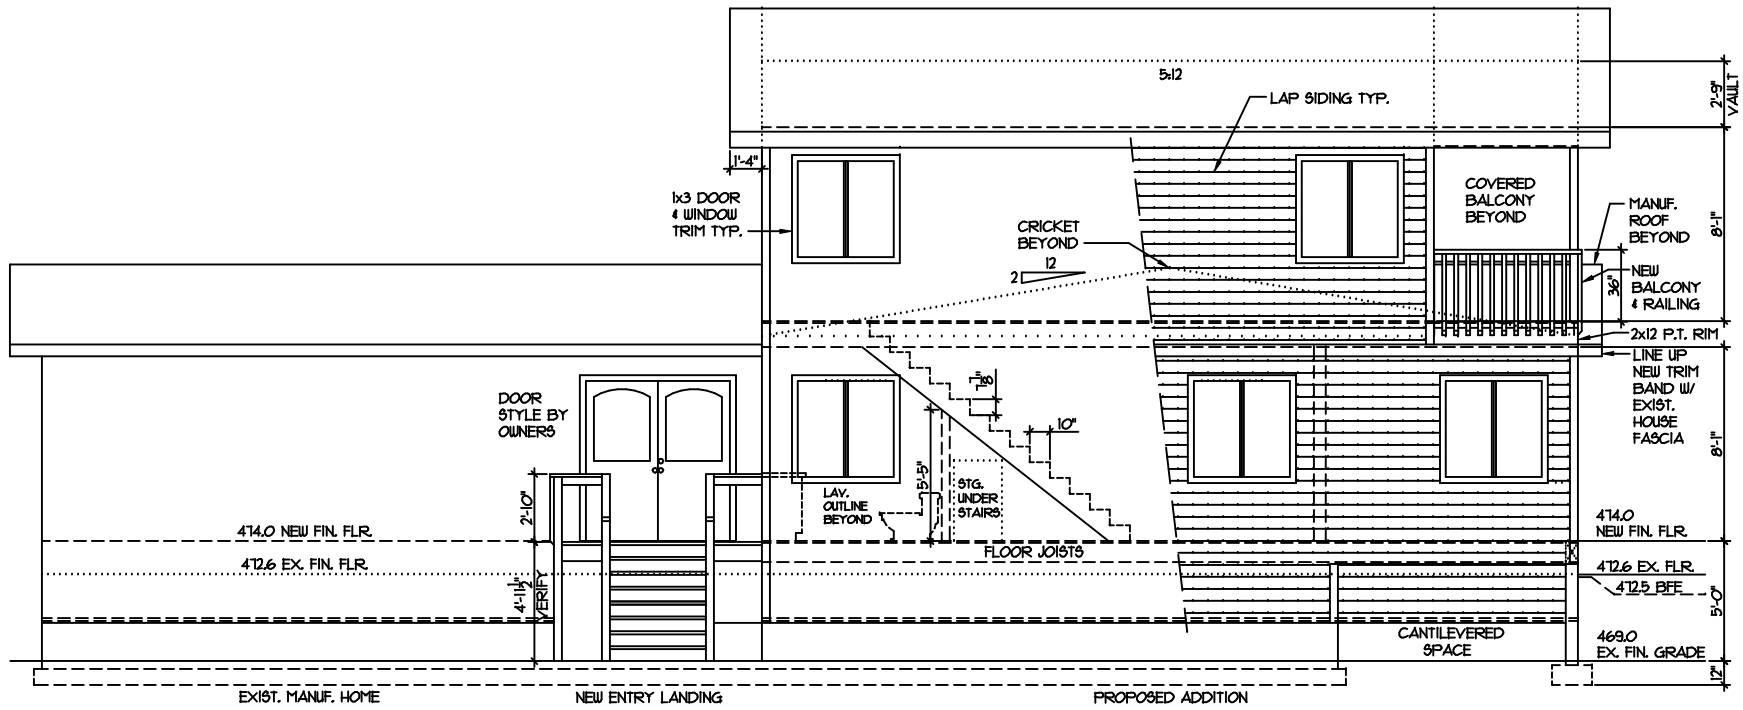 5:12
LAP SIDING TYP.
2'-9"
VAULT
1'-4"
1x3 DOOR
& WINDOW
TRIM TYP.
COVERED
BALCONY
BEYOND
MANUF.
ROOF
BEYOND
8'-1"
CRICKET
BEYOND
12
2
36"
NEW
BALCONY
& RAILING
2x12 P.T. RIM
LINE UP
NEW TRIM
BAND W/
EXIST.
HOUSE
FASCIA
8'-1"
DOOR
STYLE BY
OWNERS
10"
5'-5"
STG.
UNDER
STAIRS
LAV.
OUTLINE
BEYOND
2'-10"
474.0 NEW FIN. FLR.
472.6 EX. FIN. FLR.
VERIFY
FLOOR JOISTS
474.0
NEW FIN. FLR.
472.6 EX. FLR.
472.5 BFE
5'-0"
CANTILEVERED
SPACE
469.0
EX. FIN. GRADE
12"
EXIST. MANUF. HOME
NEW ENTRY LANDING
PROPOSED ADDITION